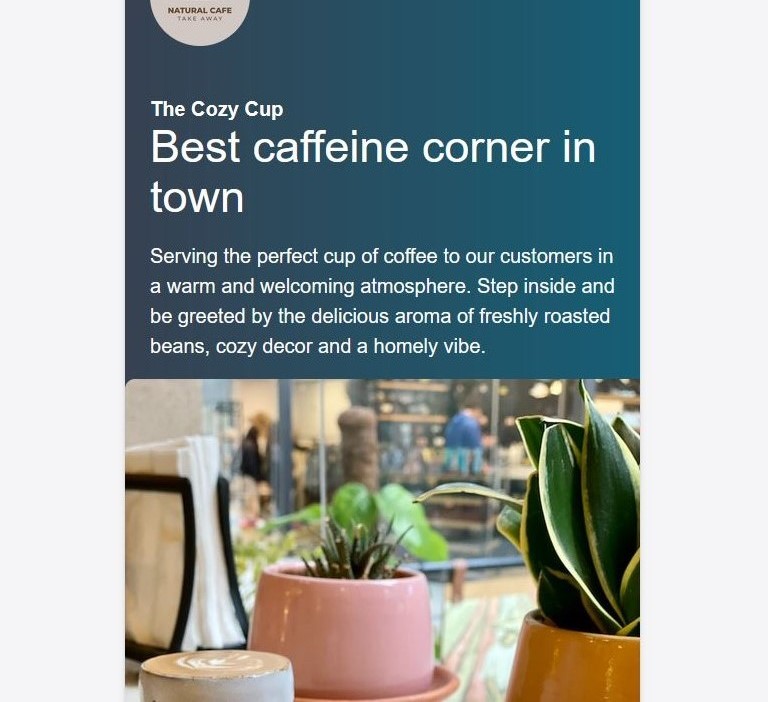 NATURAL CAFE
TAKE AWAY
The Cozy Cup
Best caffeine corner in
town
Serving the perfect cup of coffee to our customers in
a warm and welcoming atmosphere. Step inside and
be greeted by the delicious aroma of freshly roasted
beans, cozy decor and a homely vibe.